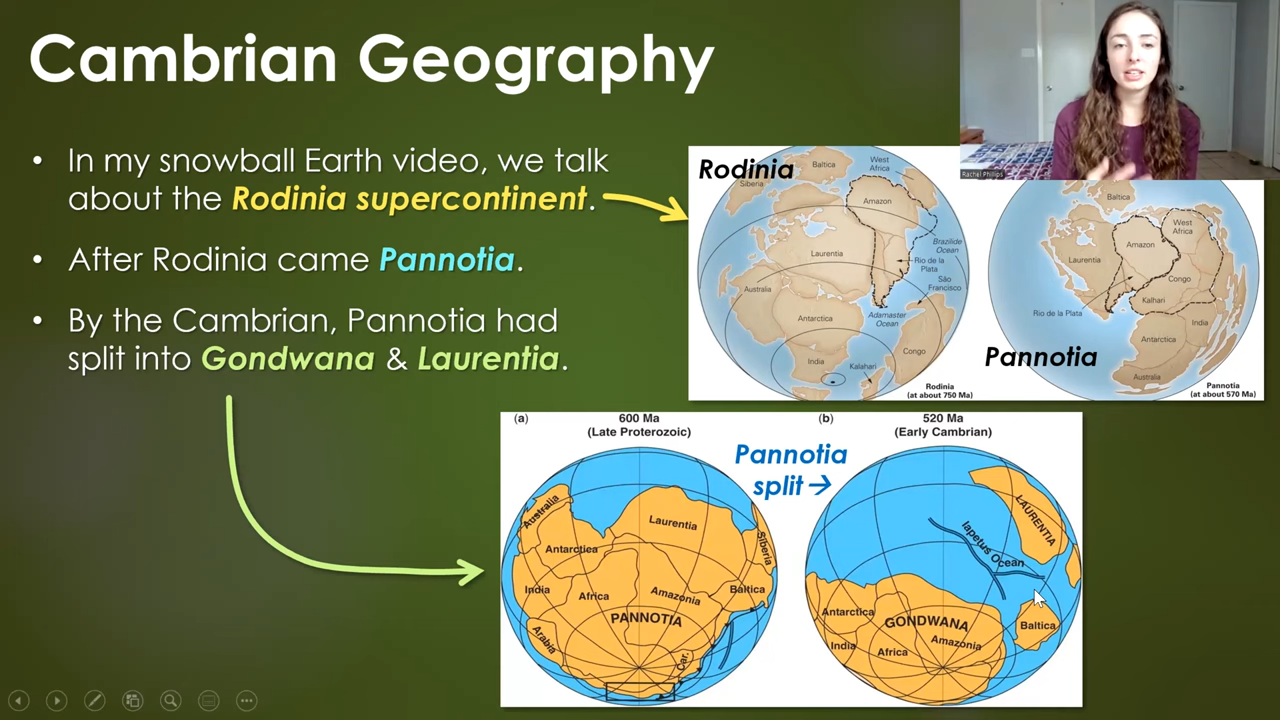 Cambrian Geography
• In my snowball Earth video, we talk
about the Rodinia supercontinent.
• After Rodinia came Pannotia.
• By the Cambrian, Pannotia had
split into Gondwana & Laurentia.
Rachel Phillips
Rodinia
Baltica
West
Africa
Siberia
Amazon
Brazilide
Ocean
Laurentia
Rio de la
Plata
São
Francisco
Australia
Antarctica
Adamaster
Ocean
Congo
India
Kalahari
Rodinia
(at about 750 Ma)
Baltica
West
Africa
Amazon
Laurentia
Congo
Kalhari
Rio de la Plata
India
Antarctica
Pannotia
Australia
Pannotia
(at about 570 Ma)
(a)
600 Ma
(Late Proterozoic)
Australia
Laurentia
Siberia
Antarctica
India
Africa
Amazonia
Baltica
PANNOTIA
Arabia
Car.
Pannotia
split →
(b)
520 Ma
(Early Cambrian)
LAURENTIA
Iapetus Ocean
Antarctica
GONDWANA
Baltica
India
Africa
Amazonia